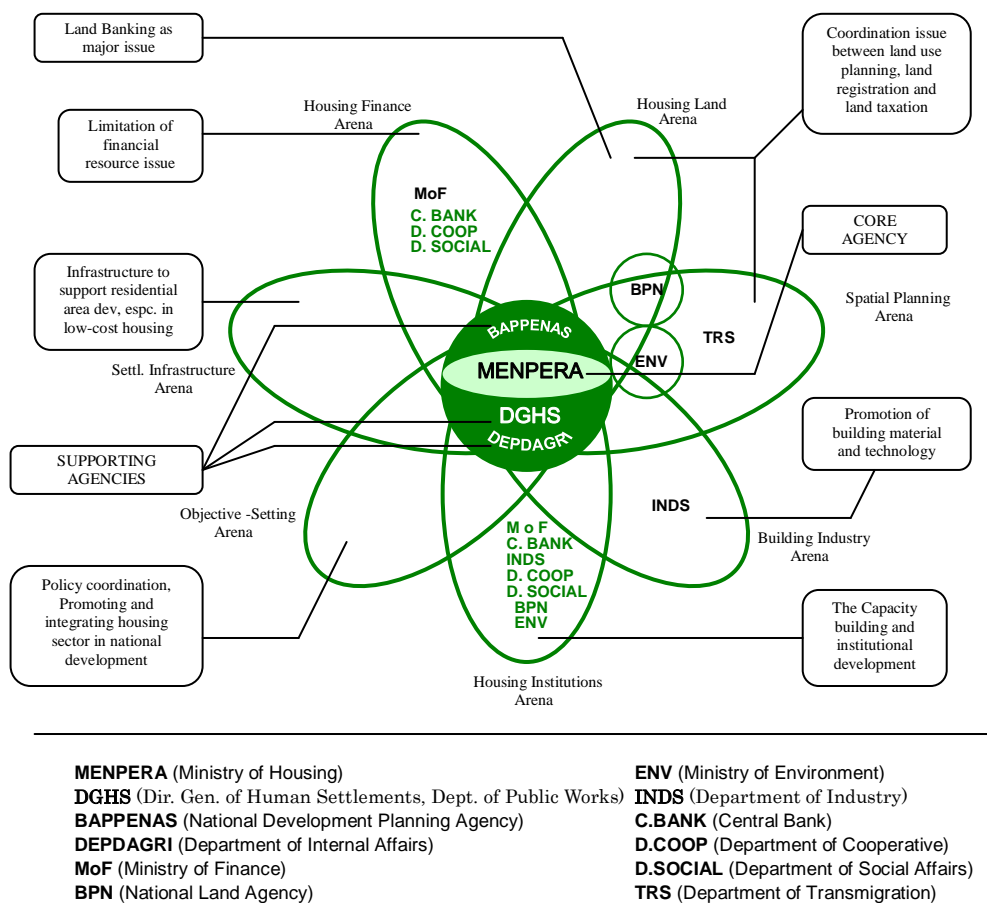 Land Banking as
major issue
Coordination issue
between land use
planning, land
registration and
land taxation
Housing Finance
Arena
Housing Land
Arena
Limitation of
financial
resource issue
MoF
C. BANK
D. COOP
D. SOCIAL
CORE
AGENCY
Infrastructure to
support residential
area dev, espc. in
low-cost housing
BPN
Spatial Planning
Arena
BAPPENAS
TRS
ENV
Settl. Infrastructure
Arena
MENPERA
DGHS
DEPDAGRI
Promotion of
building material
and technology
SUPPORTING
AGENCIES
INDS
Objective -Setting
Arena
Building Industry
Arena
M o F
C. BANK
INDS
D. COOP
D. SOCIAL
BPN
ENV
Policy coordination,
Promoting and
integrating housing
sector in national
development
The Capacity
building and
institutional
development
Housing Institutions
Arena
MENPERA (Ministry of Housing)
DGHS (Dir. Gen. of Human Settlements, Dept. of Public Works)
BAPPENAS (National Development Planning Agency)
DEPDAGRI (Department of Internal Affairs)
MoF (Ministry of Finance)
BPN (National Land Agency)
ENV (Ministry of Environment)
INDS (Department of Industry)
C.BANK (Central Bank)
D.COOP (Department of Cooperative)
D.SOCIAL (Department of Social Affairs)
TRS (Department of Transmigration)